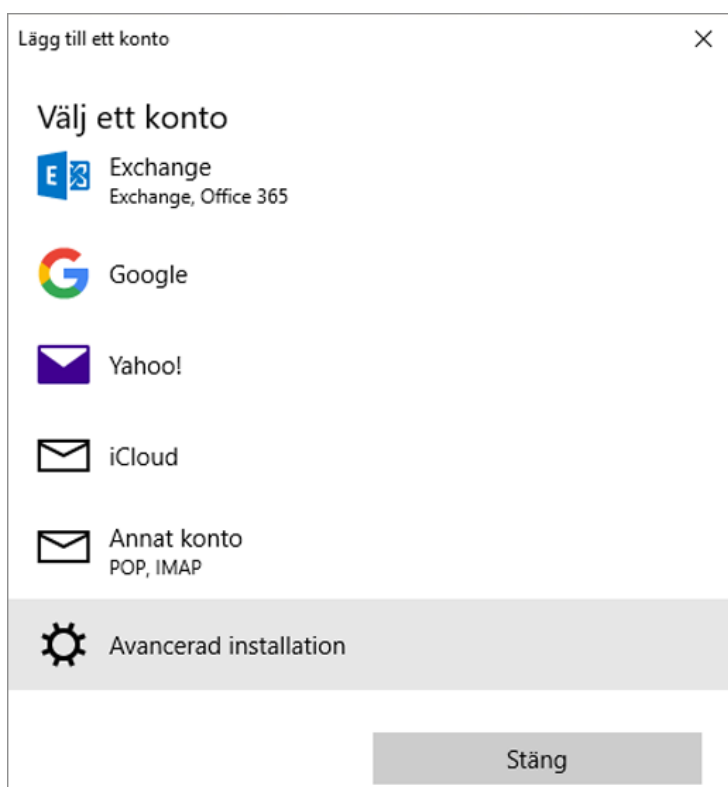 Lägg till ett konto
Välj ett konto
E
Exchange
Exchange, Office 365
Google
Yahoo!
iCloud
Annat konto
POP, IMAP
Avancerad installation
Stäng